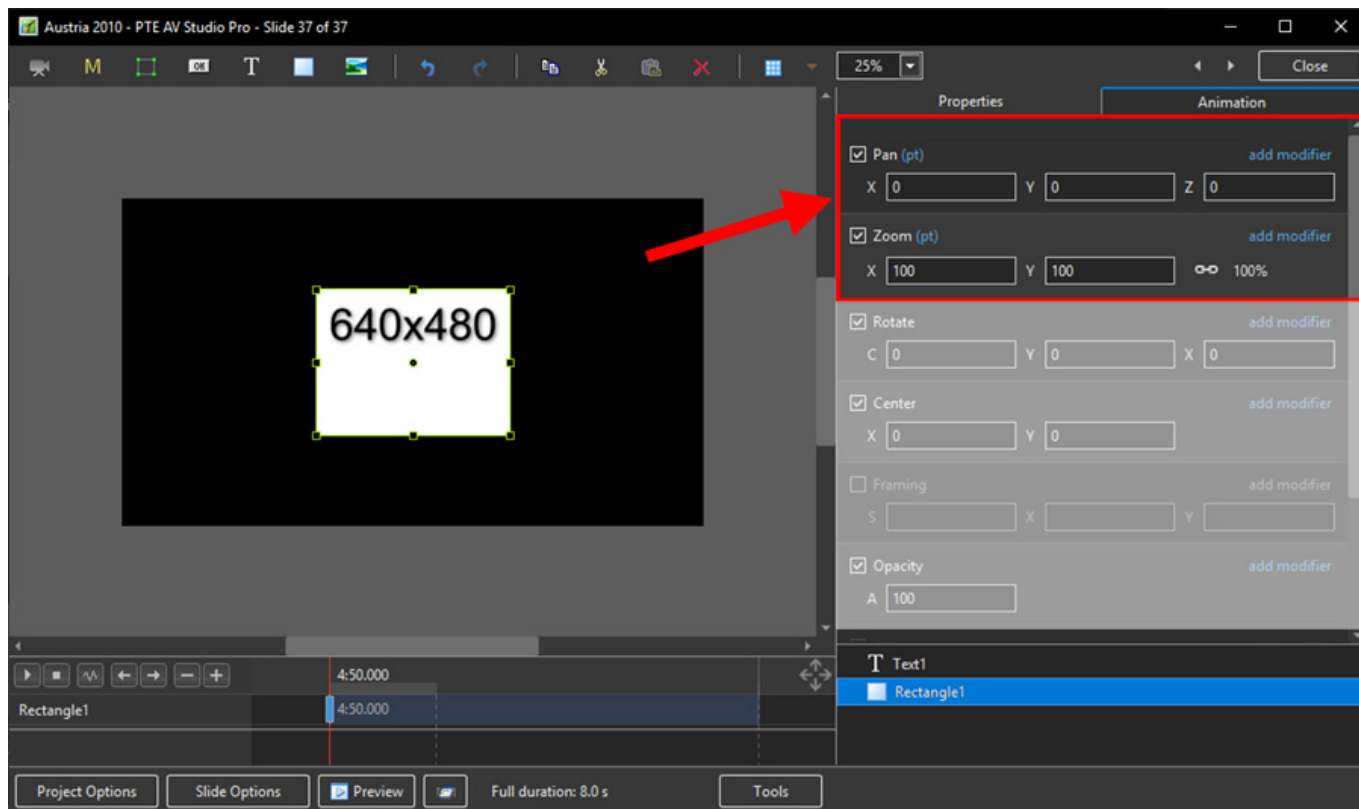 Austria 2010 - PTE AV Studio Pro - Slide 37 of 37
M OK T 25% Close
Properties Animation
Pan (pt) add modifier
X 0 Y 0 Z 0
Zoom (pt) add modifier
X 100 Y 100 100%
640x480
Rotate add modifier
C 0 Y 0 X 0
Center add modifier
X 0 Y 0
Framing add modifier
S X Y
Opacity add modifier
A 100
4:50.000
T Text1
Rectangle1
Rectangle1 4:50.000
Project Options Slide Options Preview Full duration: 8.0 s Tools